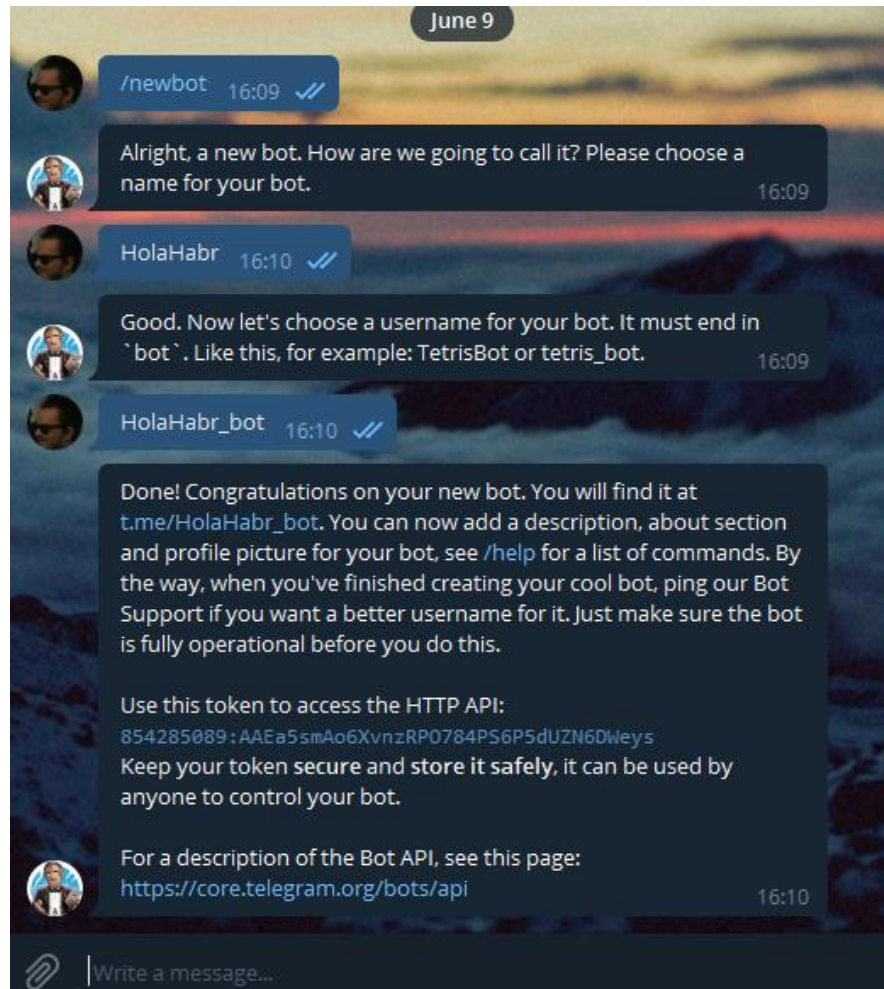 June 9
/newbot 16:09
Alright, a new bot. How are we going to call it? Please choose a
name for your bot. 16:09
HolaHabr 16:10
Good. Now let's choose a username for your bot. It must end in
`bot`. Like this, for example: TetrisBot or tetris_bot. 16:09
HolaHabr_bot 16:10
Done! Congratulations on your new bot. You will find it at
t.me/HolaHabr_bot. You can now add a description, about section
and profile picture for your bot, see /help for a list of commands. By
the way, when you've finished creating your cool bot, ping our Bot
Support if you want a better username for it. Just make sure the bot
is fully operational before you do this.
Use this token to access the HTTP API:
854285089:AAEa5smAo6XvnzRPO784PS6P5dUZN6DWeys
Keep your token secure and store it safely, it can be used by
anyone to control your bot.
For a description of the Bot API, see this page:
https://core.telegram.org/bots/api 16:10
Write a message...